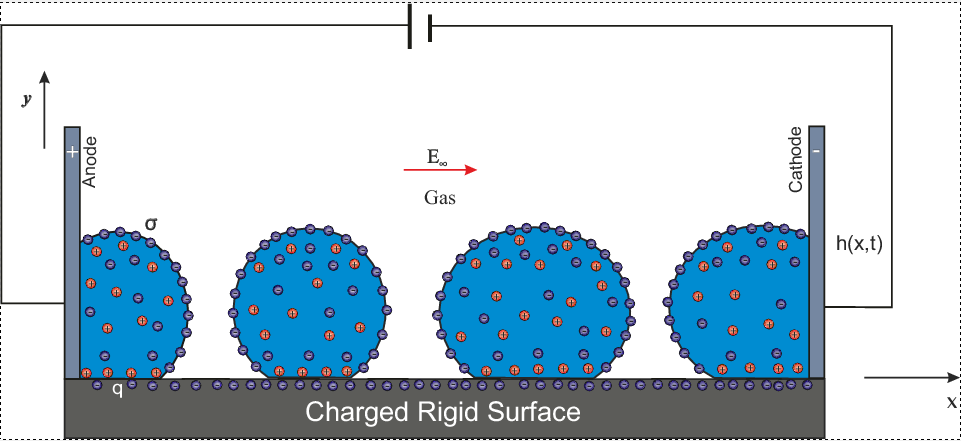 y
+
Anode
E∞
Gas
Cathode
-
σ
h(x,t)
q
x
Charged Rigid Surface